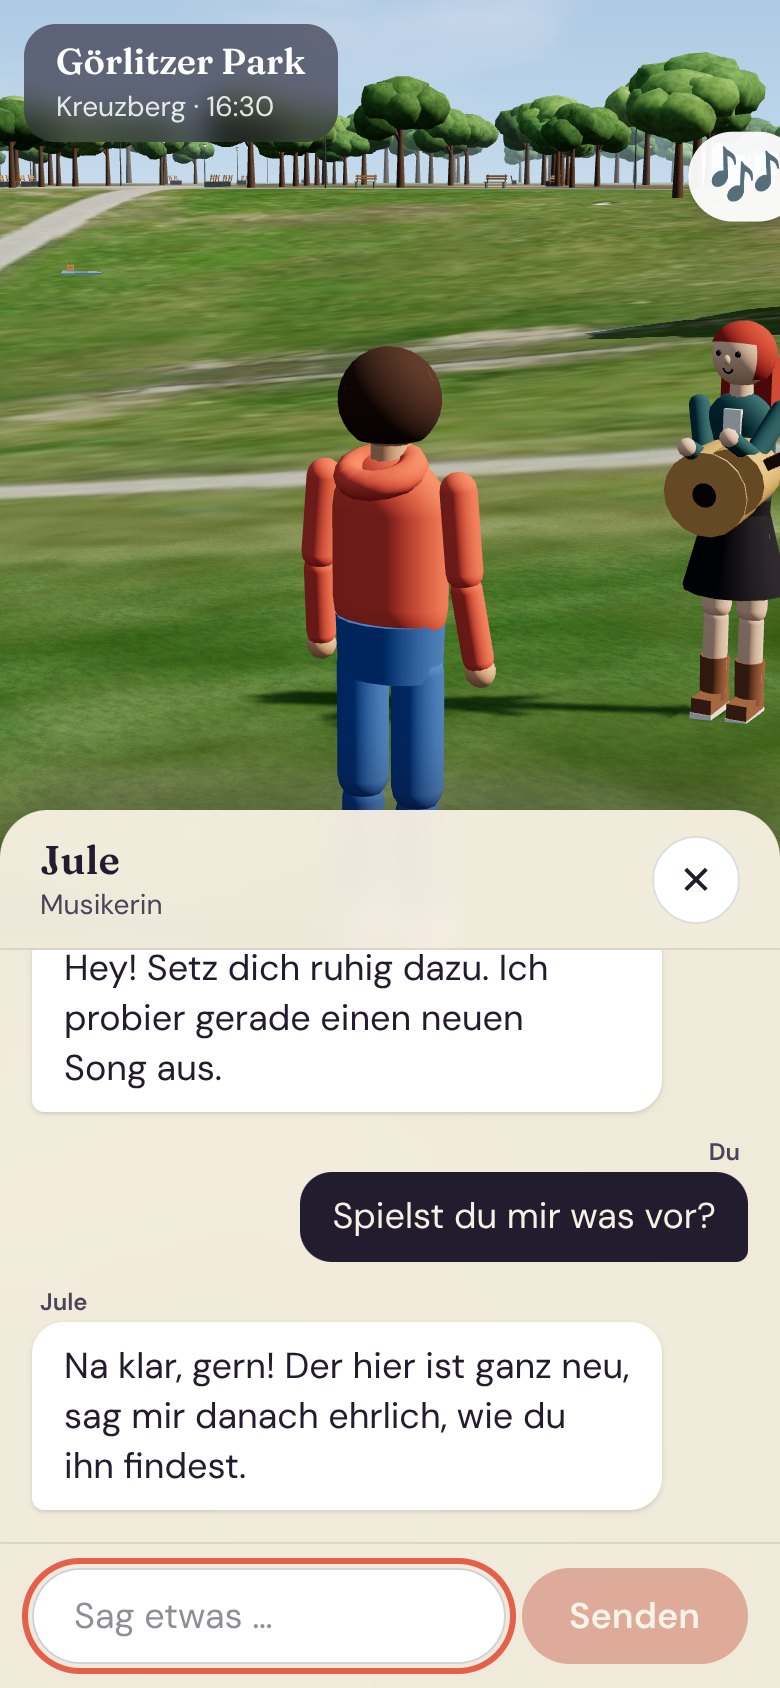 Görlitzer Park
Kreuzberg · 16:30
Jule
Musikerin
Hey! Setz dich ruhig dazu. Ich
probier gerade einen neuen
Song aus.
Du
Spielst du mir was vor?
Jule
Na klar, gern! Der hier ist ganz neu,
sag mir danach ehrlich, wie du
ihn findest.
Sag etwas ...
Senden